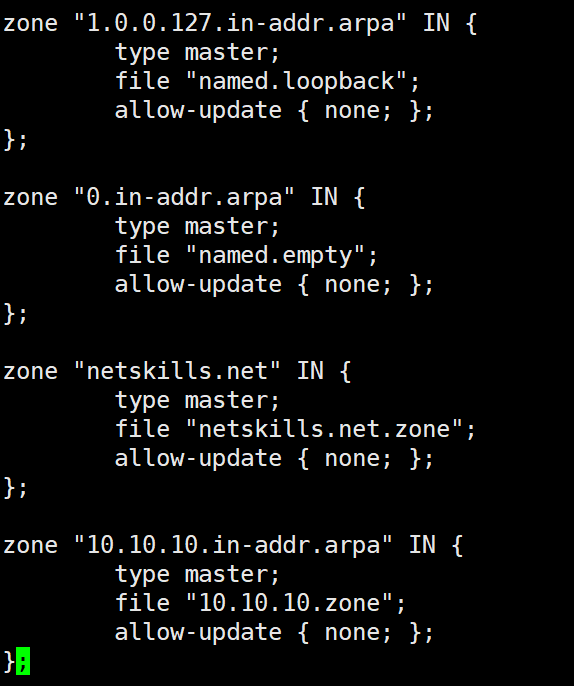 zone "1.0.0.127.in-addr.arpa" IN {
        type master;
        file "named.loopback";
        allow-update { none; };
};

zone "0.in-addr.arpa" IN {
        type master;
        file "named.empty";
        allow-update { none; };
};

zone "netskills.net" IN {
        type master;
        file "netskills.net.zone";
        allow-update { none; };
};

zone "10.10.10.in-addr.arpa" IN {
        type master;
        file "10.10.10.zone";
        allow-update { none; };
};